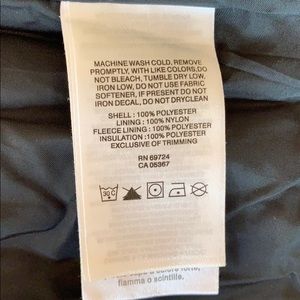 MACHINE WASH COLD, REMOVE
PROMPTLY, WITH LIKE COLORS,DO
NOT BLEACH, TUMBLE DRY LOW,
IRON LOW, DO NOT USE FABRIC
SOFTENER, IF PRESENT DO NOT
IRON DECAL, DO NOT DRYCLEAN
SHELL : 100% POLYESTER
LINING : 100% NYLON
FLEECE LINING : 100% POLYESTER
INSULATION : 100% POLYESTER
EXCLUSIVE OF TRIMMING
RN 69724
CA 05367
30 C
fiamma o scintille.